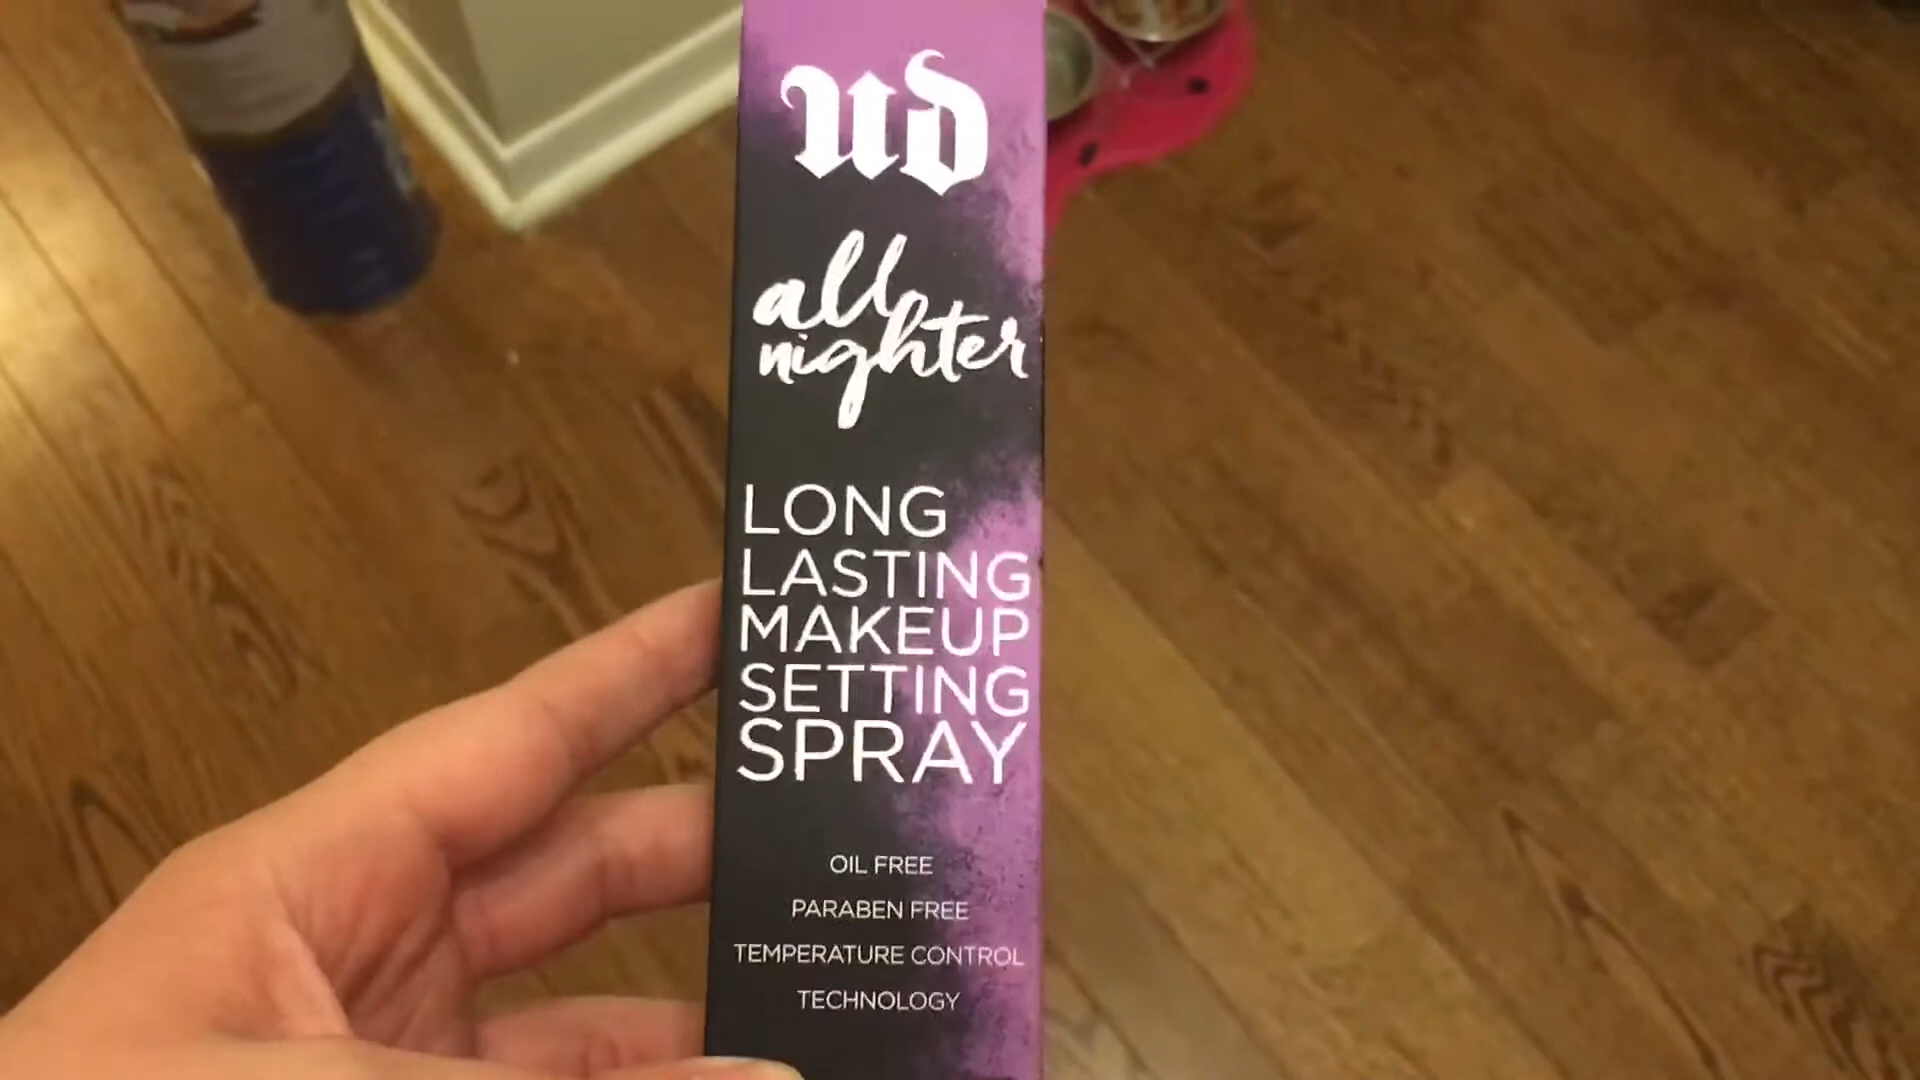 UD
all
nighter
LONG
LASTING
MAKEUP
SETTING
SPRAY
OIL FREE
PARABEN FREE
TEMPERATURE CONTROL
TECHNOLOGY